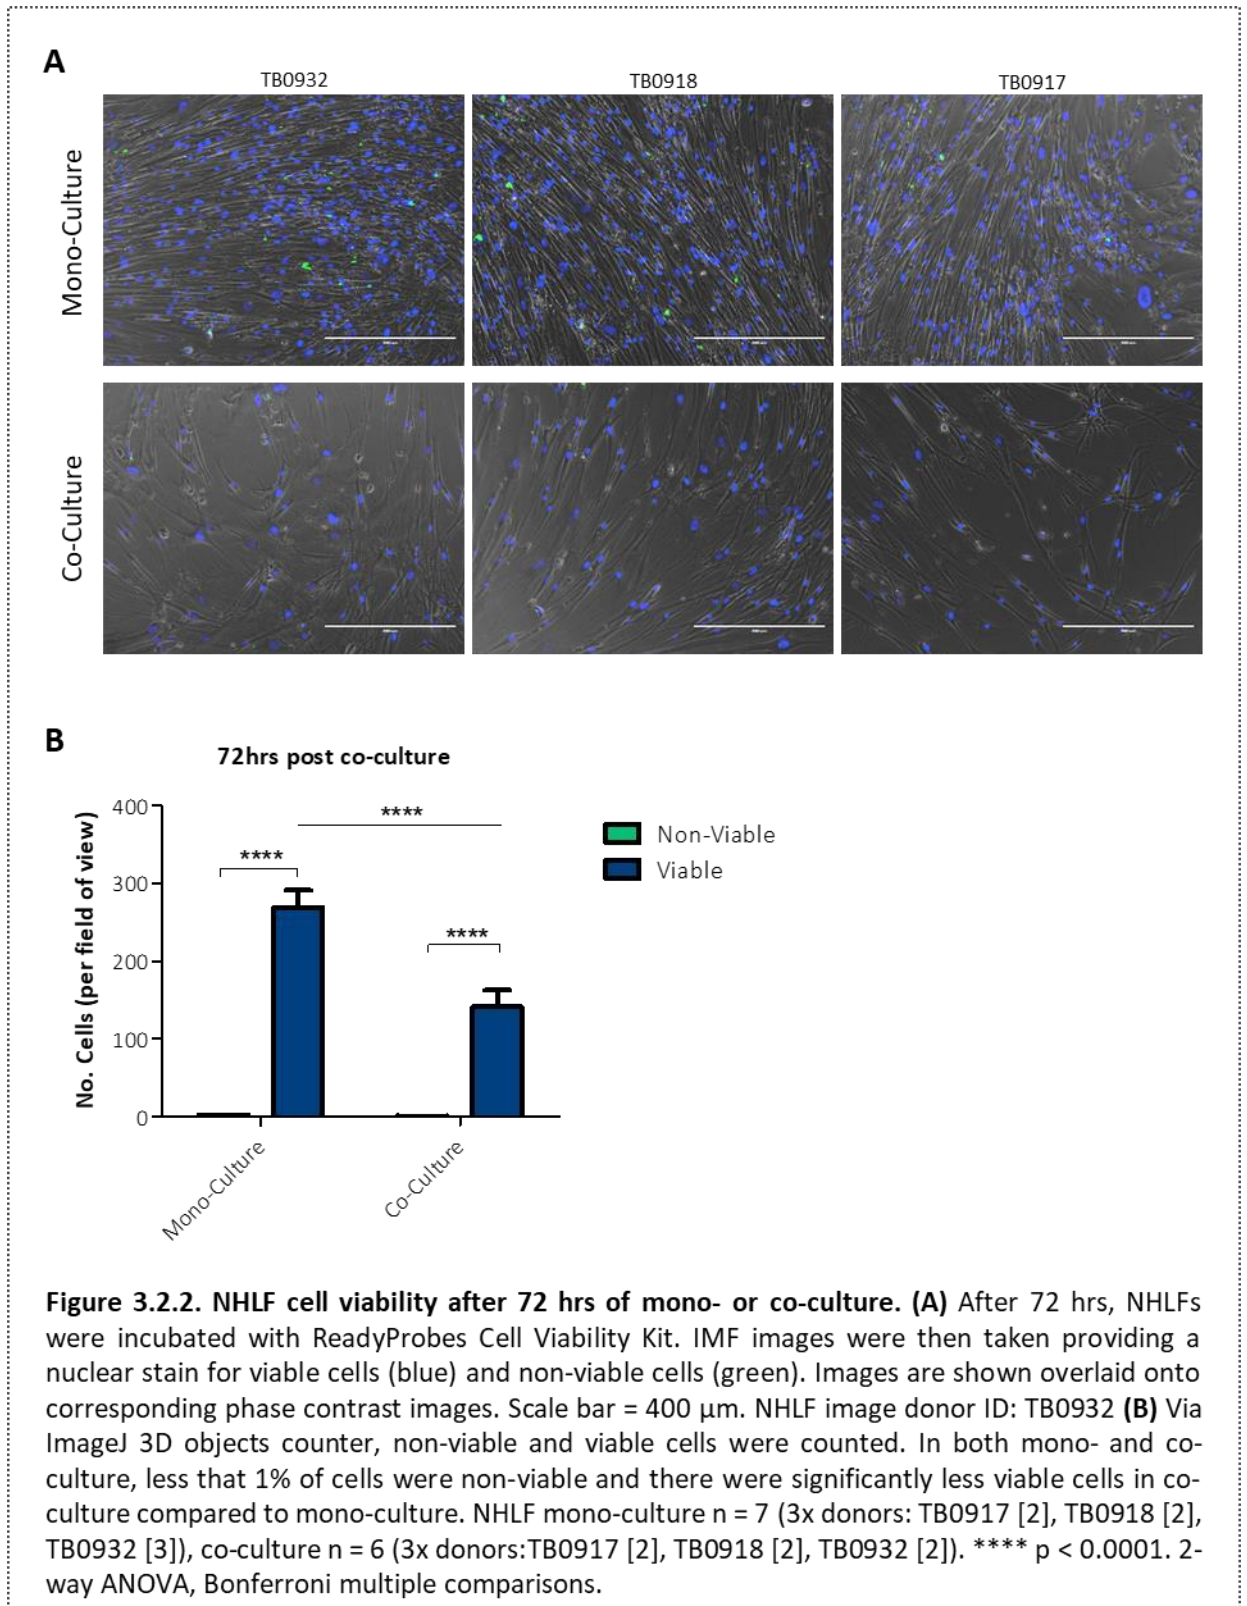 A
TB0932
TB0918
TB0917
Mono-Culture
Co-Culture
B
72hrs post co-culture
No. Cells (per field of view)
400
300
200
100
0
****
****
****
Non-Viable
Viable
Mono-Culture
Co-Culture
Figure 3.2.2. NHLF cell viability after 72 hrs of mono- or co-culture. (A) After 72 hrs, NHLFs
were incubated with ReadyProbes Cell Viability Kit. IMF images were then taken providing a
nuclear stain for viable cells (blue) and non-viable cells (green). Images are shown overlaid onto
corresponding phase contrast images. Scale bar = 400 μm. NHLF image donor ID: TB0932 (B) Via
ImageJ 3D objects counter, non-viable and viable cells were counted. In both mono- and co-
culture, less that 1% of cells were non-viable and there were significantly less viable cells in co-
culture compared to mono-culture. NHLF mono-culture n = 7 (3x donors: TB0917 [2], TB0918 [2],
TB0932 [3]), co-culture n = 6 (3x donors:TB0917 [2], TB0918 [2], TB0932 [2]). **** p < 0.0001. 2-
way ANOVA, Bonferroni multiple comparisons.